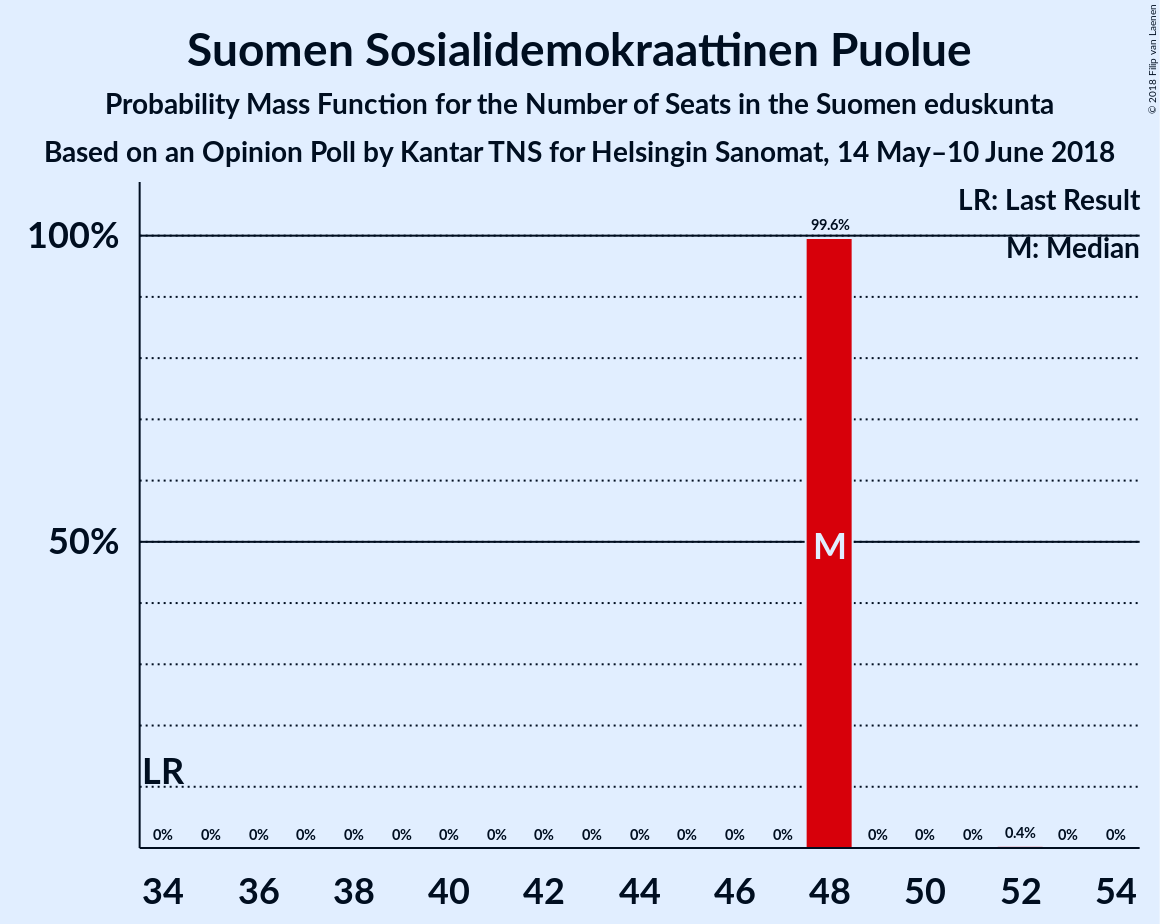 Suomen Sosialidemokraattinen Puolue
Probability Mass Function for the Number of Seats in the Suomen eduskunta
Based on an Opinion Poll by Kantar TNS for Helsingin Sanomat, 14 May–10 June 2018
© 2018 Filip van Laenen
LR: Last Result
M: Median
100%
50%
99.6%
M
LR
0% 0% 0% 0% 0% 0% 0% 0% 0% 0% 0% 0% 0% 0% 0% 0% 0% 0.4% 0% 0%
34 36 38 40 42 44 46 48 50 52 54